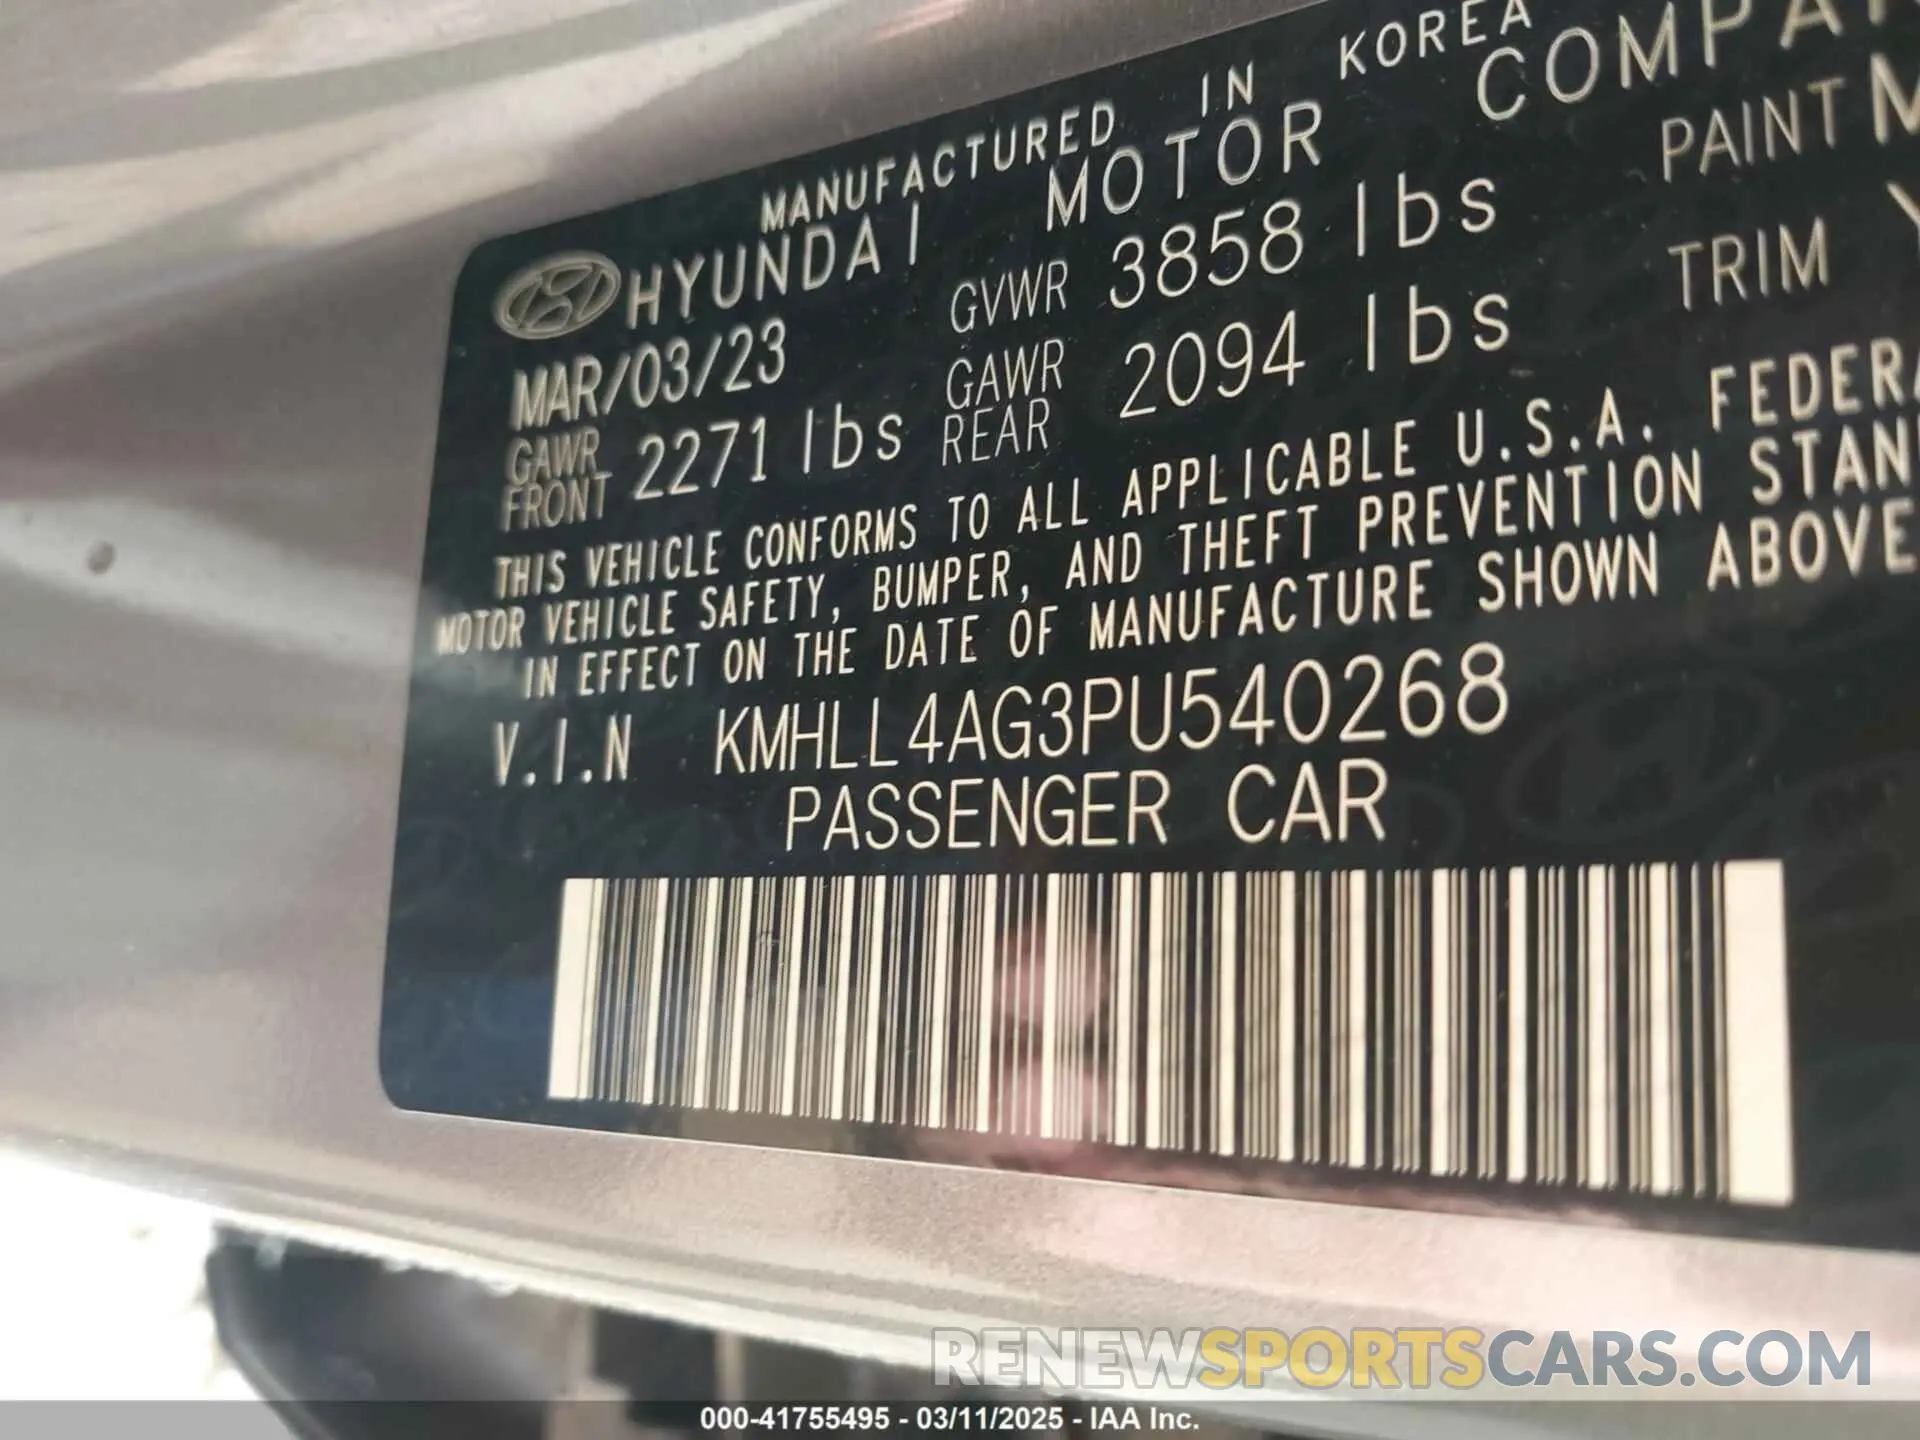 MANUFACTURED IN KOREA
HYUNDAI MOTOR COMPAN
MAR/03/23 GVWR 3858 lbs PAINT M
GAWR FRONT 2271 lbs GAWR REAR 2094 lbs TRIM Y
THIS VEHICLE CONFORMS TO ALL APPLICABLE U.S.A. FEDERA
MOTOR VEHICLE SAFETY, BUMPER, AND THEFT PREVENTION STAN
IN EFFECT ON THE DATE OF MANUFACTURE SHOWN ABOVE
V.I.N KMHLL4AG3PU540268
PASSENGER CAR
RENEWSPORTSCARS.COM
000-41755495 - 03/11/2025 - IAA Inc.